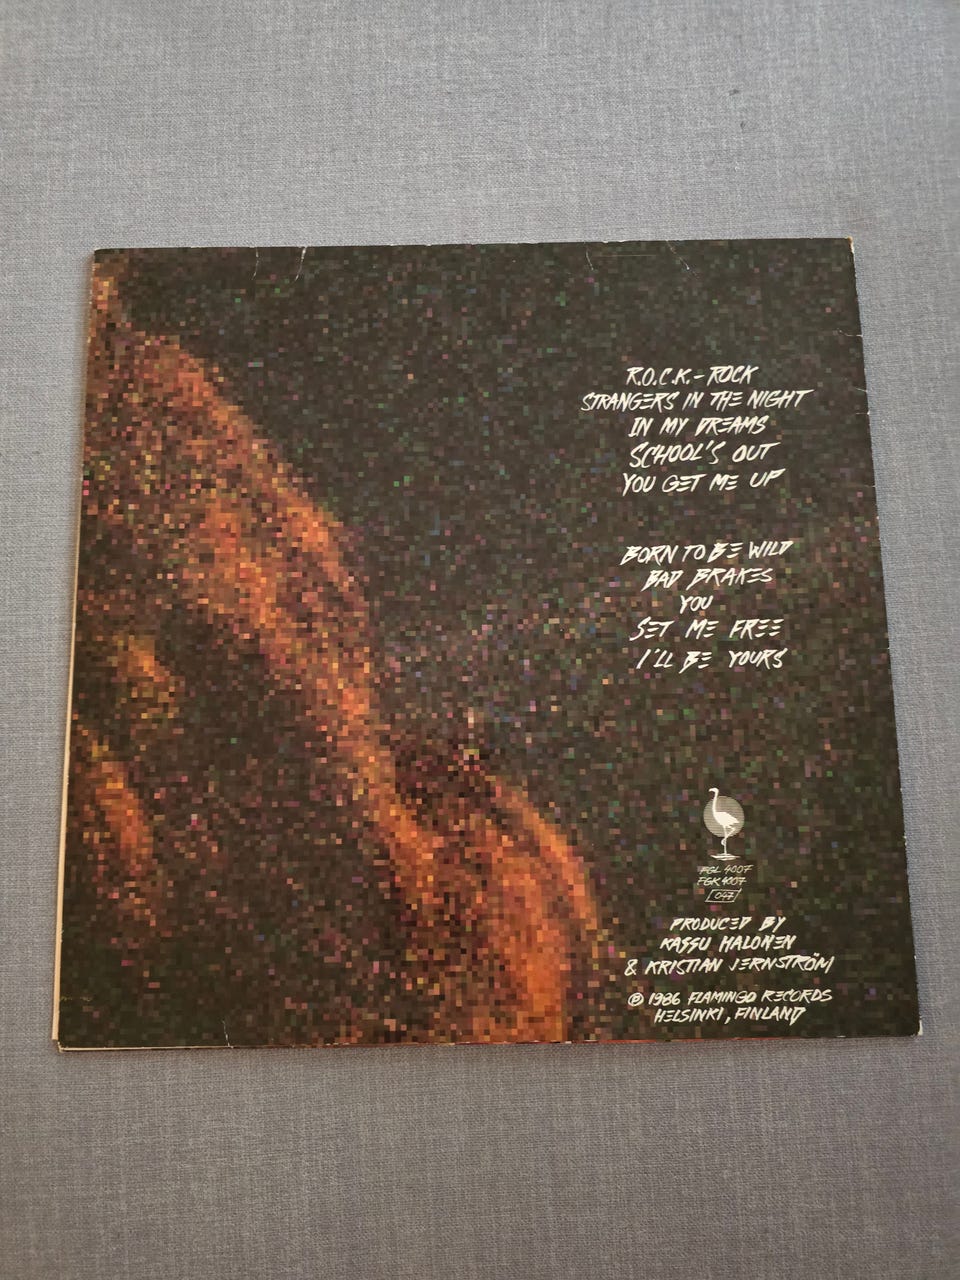 R.O.C.K.-ROCK
STRANGERS IN THE NIGHT
IN MY DREAMS
SCHOOL'S OUT
YOU GET ME UP
BORN TO BE WILD
BAD BRAKES
YOU
SET ME FREE
I'LL BE YOURS
FGL 4007
FGK 4007
047
PRODUCED BY
KASSU HALONEN
& KRISTIAN JERNSTRÖM
℗ 1986 FLAMINGO RECORDS
HELSINKI, FINLAND